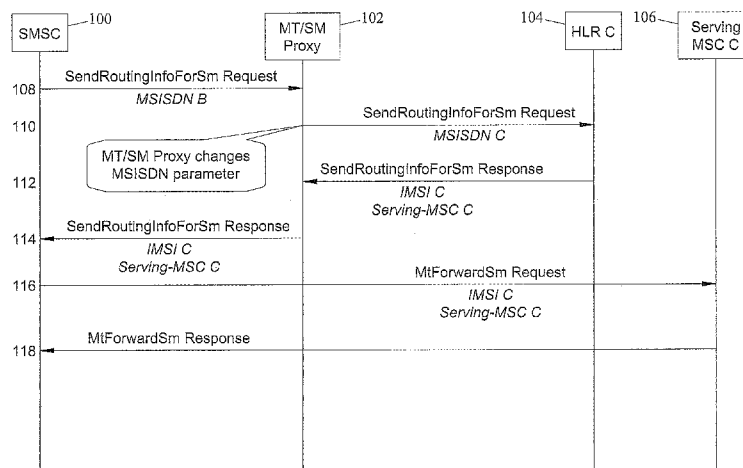 SMSC
100
MT/SM
Proxy
102
104
HLR C
106
Serving
MSC C
SendRoutingInfoForSm Request
108
MSISDN B
SendRoutingInfoForSm Request
110
MSISDN C
MT/SM Proxy changes
MSISDN parameter
SendRoutingInfoForSm Response
112
IMSI C
Serving-MSC C
SendRoutingInfoForSm Response
114
IMSI C
Serving-MSC C
MtForwardSm Request
116
IMSI C
Serving-MSC C
MtForwardSm Response
118